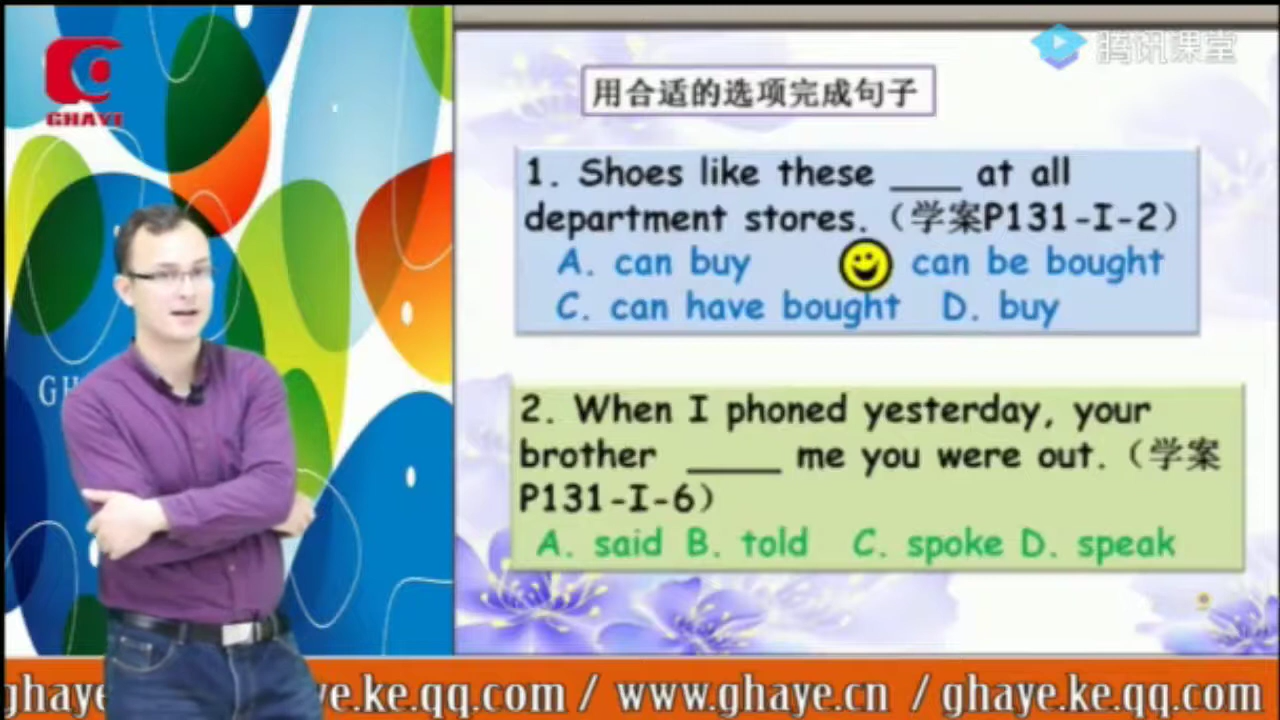 GHAYE
腾讯课堂
用合适的选项完成句子
1. Shoes like these ___ at all
department stores.（学案P131-I-2）
A. can buy can be bought
C. can have bought D. buy
2. When I phoned yesterday, your
brother ____ me you were out.（学案
P131-I-6）
A. said B. told C. spoke D. speak
GH
ghaye ye.ke.qq.com / www.ghaye.cn / ghaye.ke.qq.com